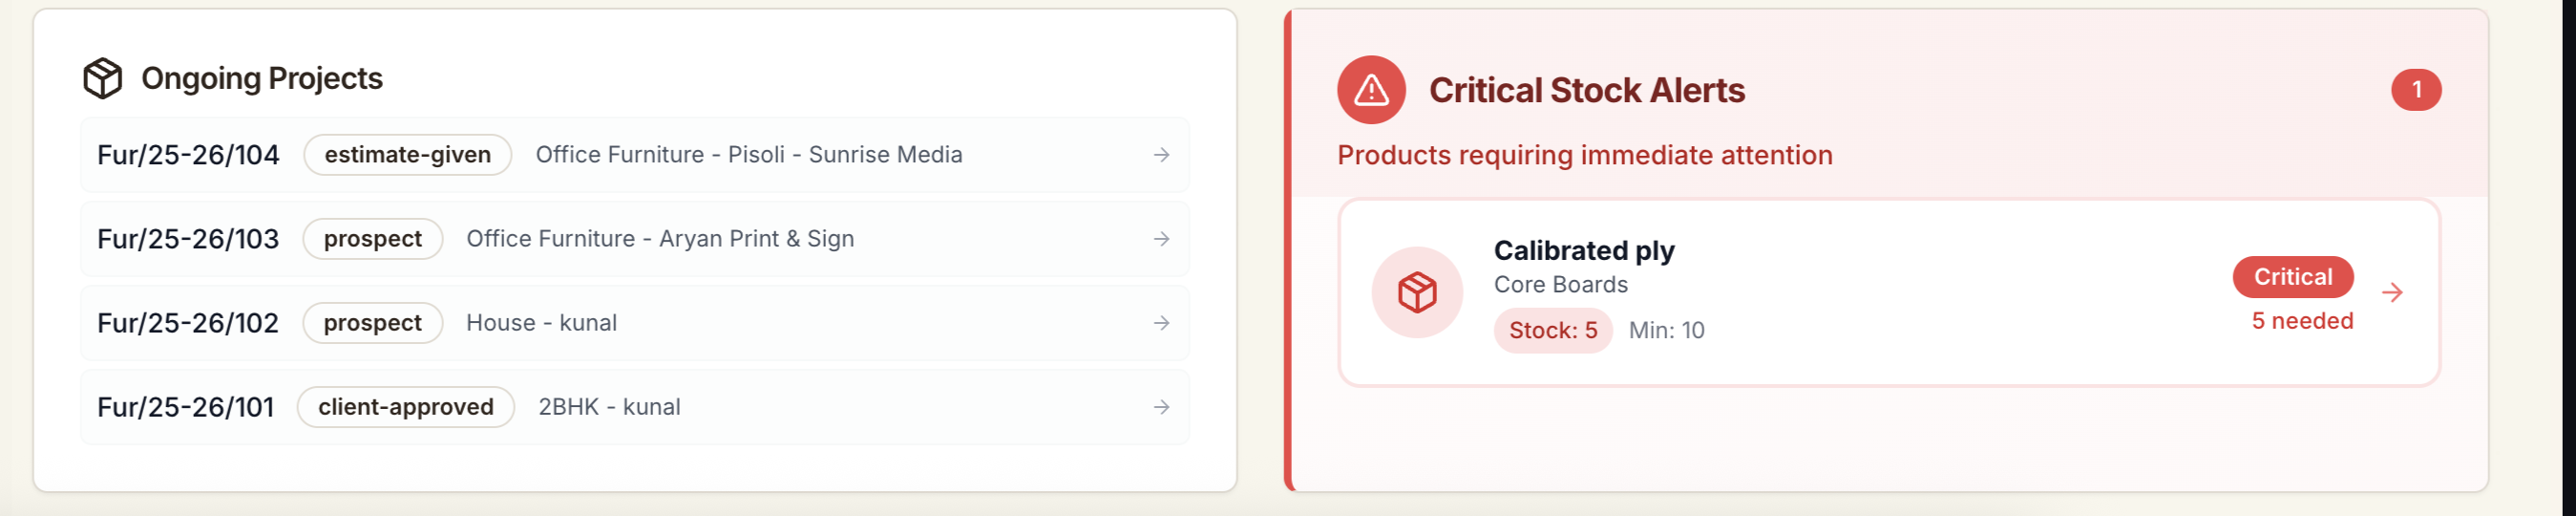 Ongoing Projects
Fur/25-26/104 estimate-given Office Furniture - Pisoli - Sunrise Media
Fur/25-26/103 prospect Office Furniture - Aryan Print & Sign
Fur/25-26/102 prospect House - kunal
Fur/25-26/101 client-approved 2BHK - kunal
Critical Stock Alerts 1
Products requiring immediate attention
Calibrated ply
Core Boards
Stock: 5 Min: 10
Critical
5 needed